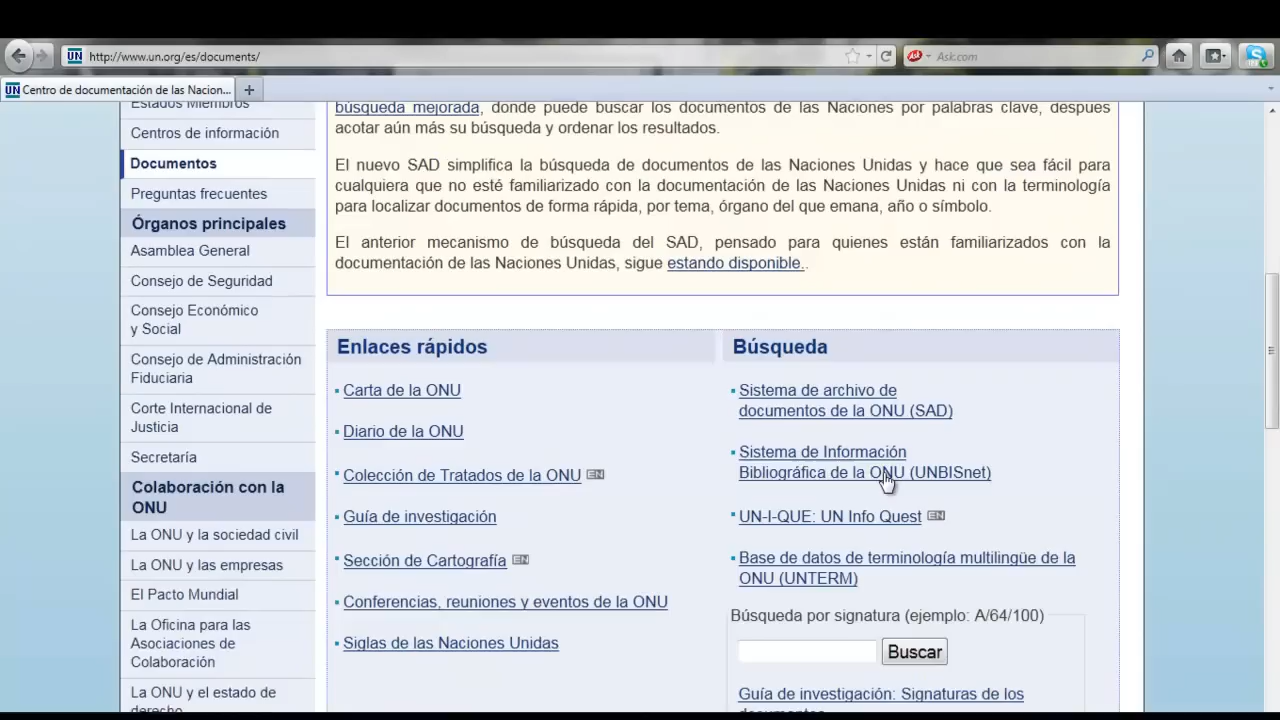 http://www.un.org/es/documents/
Ask.com
Centro de documentación de las Nacion...
Estados Miembros
Centros de información
Documentos
Preguntas frecuentes
Órganos principales
Asamblea General
Consejo de Seguridad
Consejo Económico
y Social
Consejo de Administración
Fiduciaria
Corte Internacional de
Justicia
Secretaría
Colaboración con la
ONU
La ONU y la sociedad civil
La ONU y las empresas
El Pacto Mundial
La Oficina para las
Asociaciones de
Colaboración
La ONU y el estado de
derecho
búsqueda mejorada, donde puede buscar los documentos de las Naciones por palabras clave, despues
acotar aún más su búsqueda y ordenar los resultados.
El nuevo SAD simplifica la búsqueda de documentos de las Naciones Unidas y hace que sea fácil para
cualquiera que no esté familiarizado con la documentación de las Naciones Unidas ni con la terminología
para localizar documentos de forma rápida, por tema, órgano del que emana, año o símbolo.
El anterior mecanismo de búsqueda del SAD, pensado para quienes están familiarizados con la
documentación de las Naciones Unidas, sigue estando disponible..
Enlaces rápidos
Carta de la ONU
Diario de la ONU
Colección de Tratados de la ONU EN
Guía de investigación
Sección de Cartografía EN
Conferencias, reuniones y eventos de la ONU
Siglas de las Naciones Unidas
Búsqueda
Sistema de archivo de
documentos de la ONU (SAD)
Sistema de Información
Bibliográfica de la ONU (UNBISnet)
UN-I-QUE: UN Info Quest EN
Base de datos de terminología multilingüe de la
ONU (UNTERM)
Búsqueda por signatura (ejemplo: A/64/100)
Buscar
Guía de investigación: Signaturas de los